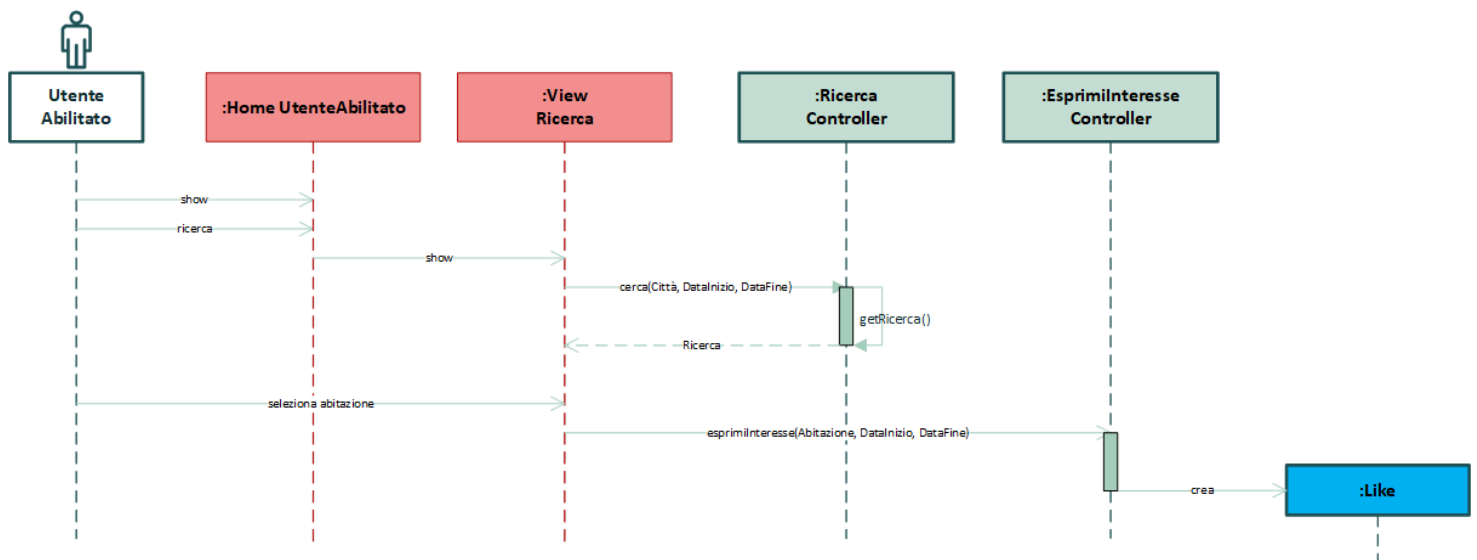 Utente
Abilitato
:Home UtenteAbilitato
:View
Ricerca
:Ricerca
Controller
:EsprimiInteresse
Controller
show
ricerca
show
cerca(Città, DataInizio, DataFine)
getRicerca()
Ricerca
seleziona abitazione
esprimiInteresse(Abitazione, DataInizio, DataFine)
crea
:Like